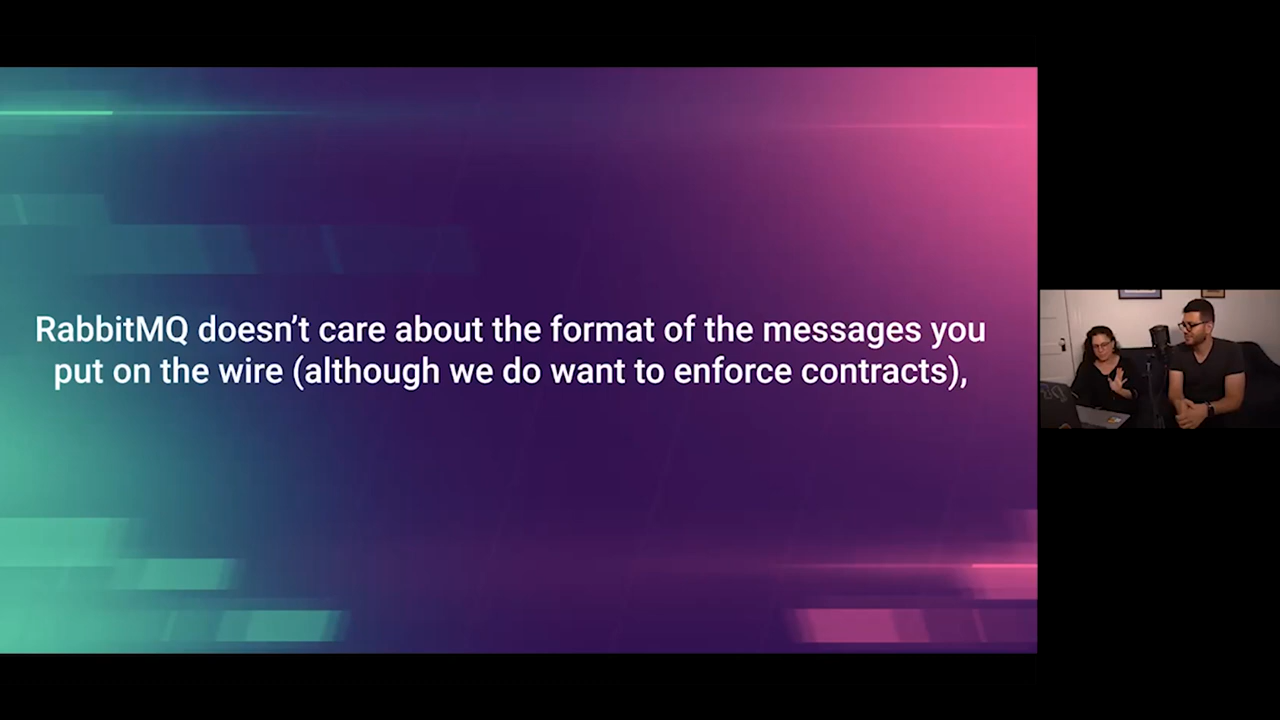 RabbitMQ doesn’t care about the format of the messages you
put on the wire (although we do want to enforce contracts),